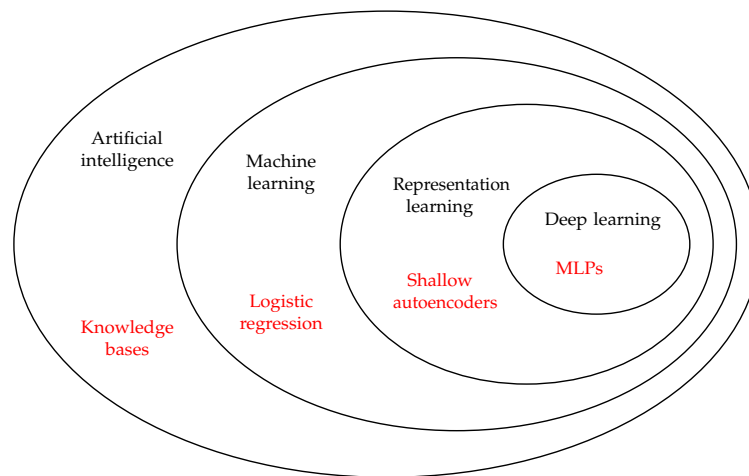 Artificial
intelligence
Machine
learning
Representation
learning
Deep learning
MLPs
Shallow
autoencoders
Logistic
regression
Knowledge
bases